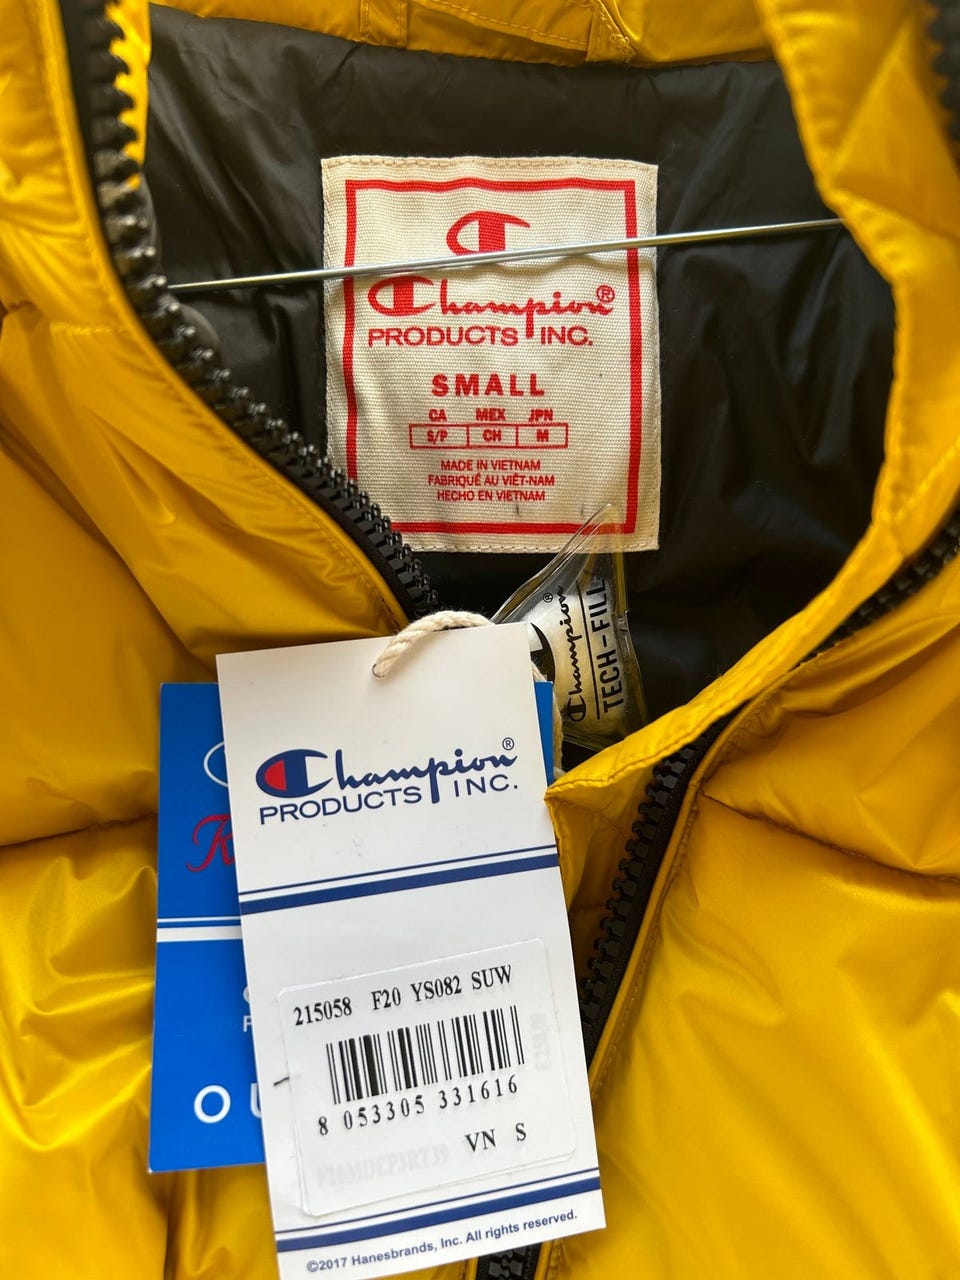 Champion®
PRODUCTS INC.
SMALL
CA MEX JPN
S/P CH M
MADE IN VIETNAM
FABRIQUÉ AU VIÊT-NAM
HECHO EN VIETNAM
Champion®
TECH-FILL
Champion®
PRODUCTS INC.
215058 F20 YS082 SUW
8 053305 331616
VN S
©2017 Hanesbrands, Inc. All rights reserved.